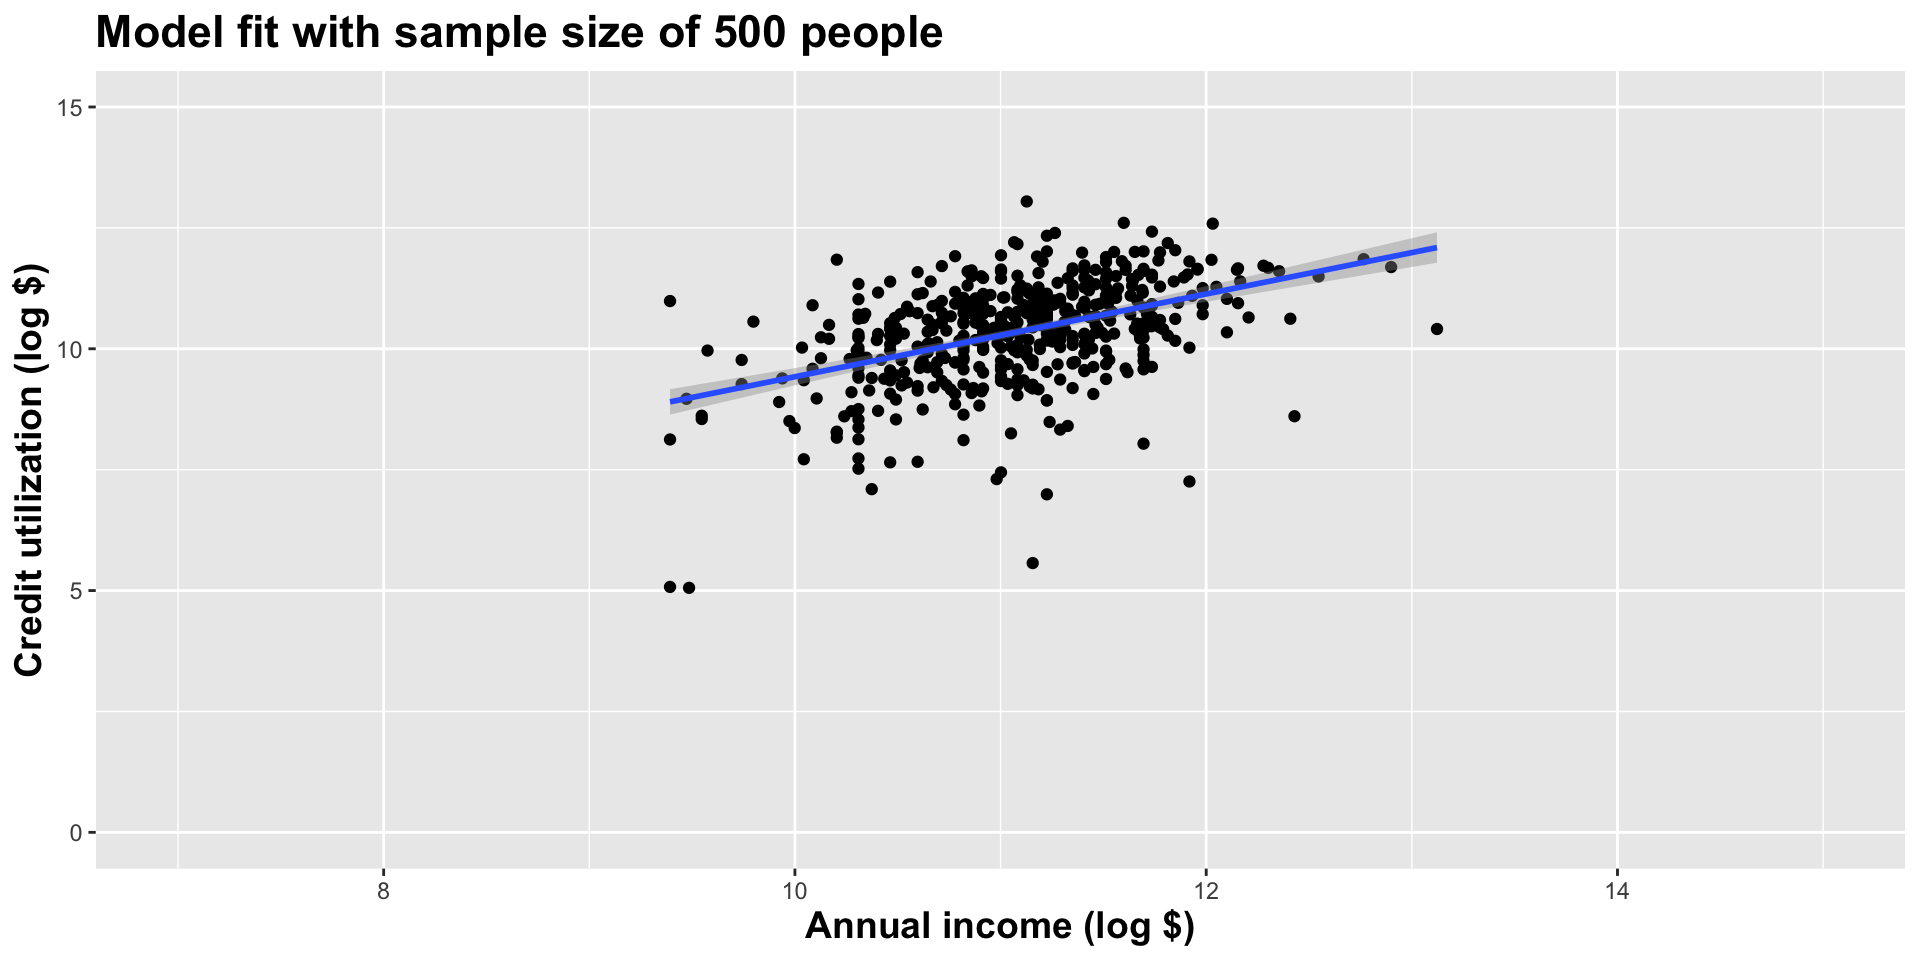 Model fit with sample size of 500 people
15
10
5
0
Credit utilization (log $)
8 10 12 14
Annual income (log $)